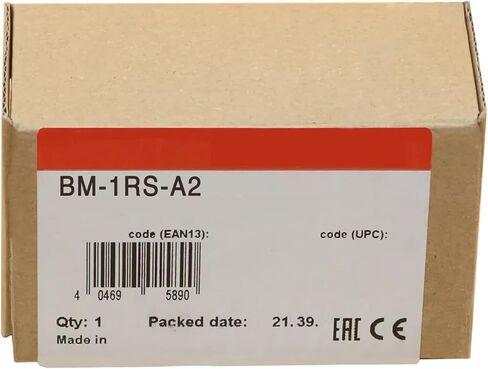 BM-1RS-A2
code (EAN13): code (UPC):
4 0469 5890
Qty: 1 Packed date: 21. 39. EAC CE
Made in